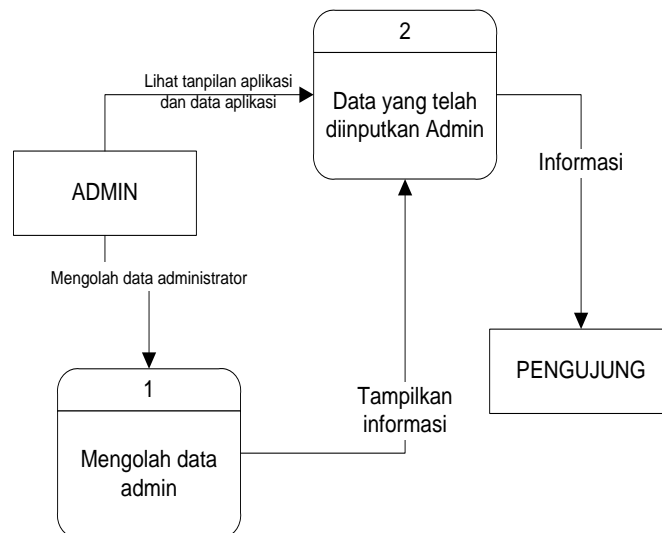 2
Lihat tanpilan aplikasi
dan data aplikasi
Data yang telah
diinputkan Admin
Informasi
ADMIN
Mengolah data administrator
PENGUJUNG
1
Tampilkan
informasi
Mengolah data
admin